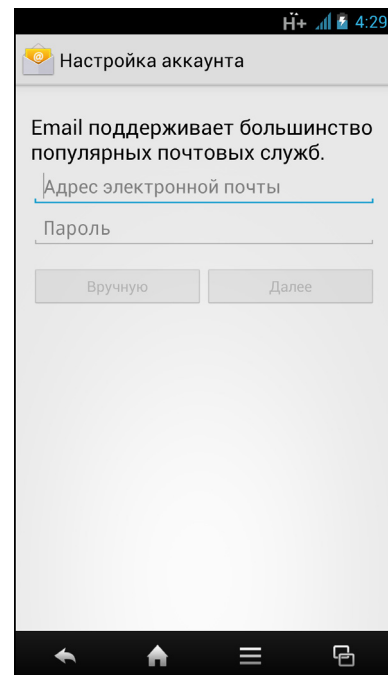 H+ 4:29
Настройка аккаунта
Email поддерживает большинство
популярных почтовых служб.
Адрес электронной почты
Пароль
Вручную Далее